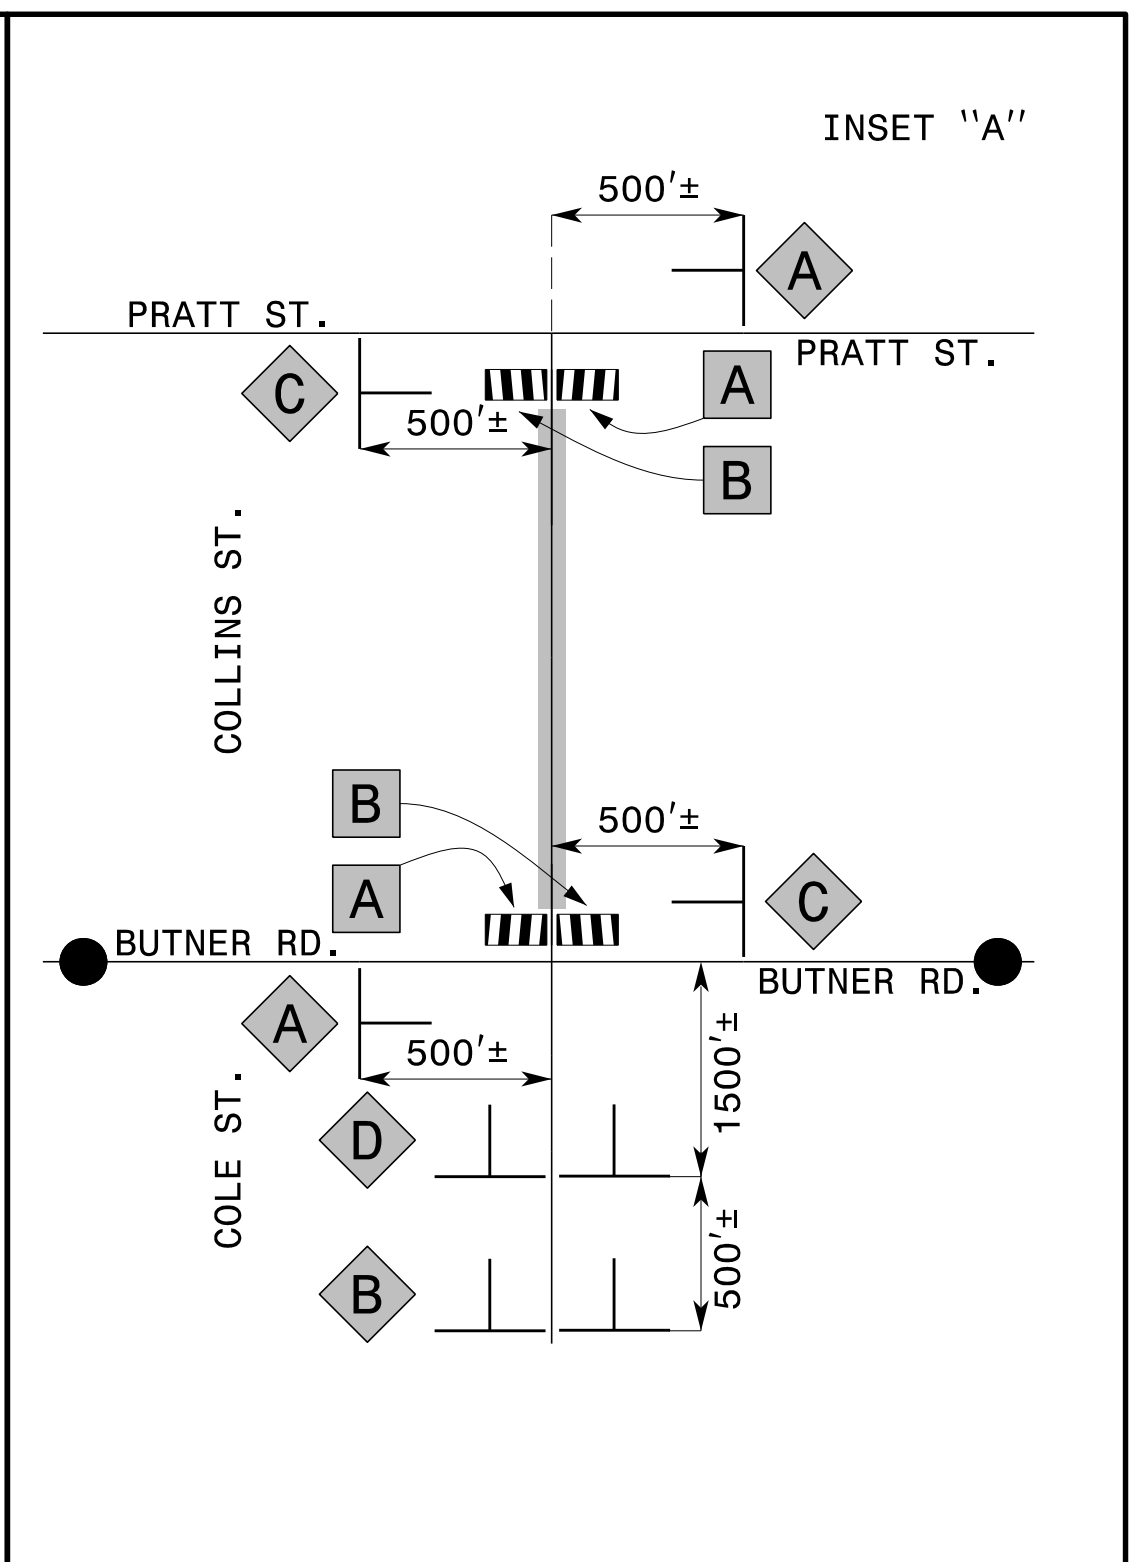 INSET "A"
500'±
A
PRATT ST.
PRATT ST.
C
A
500'±
B
COLLINS ST.
B
500'±
A
C
BUTNER RD.
BUTNER RD.
A
500'±
1500'±
COLE ST.
D
500'±
B